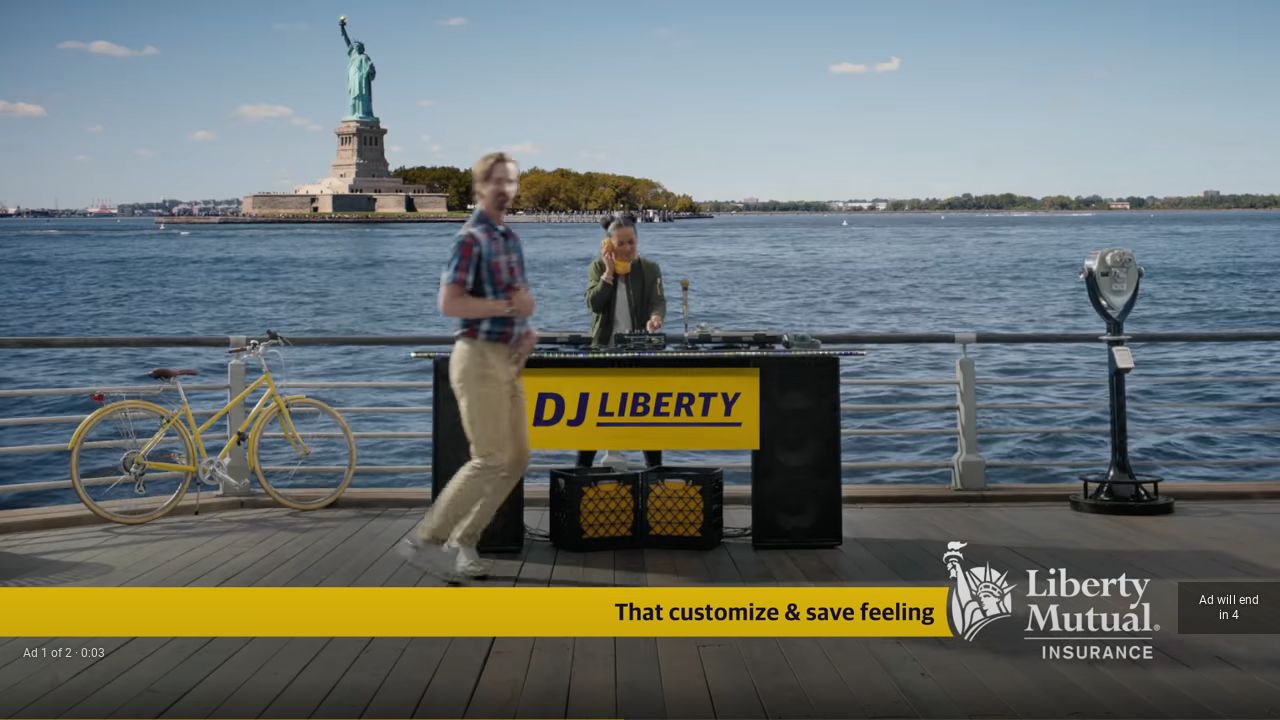 DJ LIBERTY
That customize & save feeling
Liberty
Mutual®
INSURANCE
Ad will end
in 4
Ad 1 of 2 · 0:03